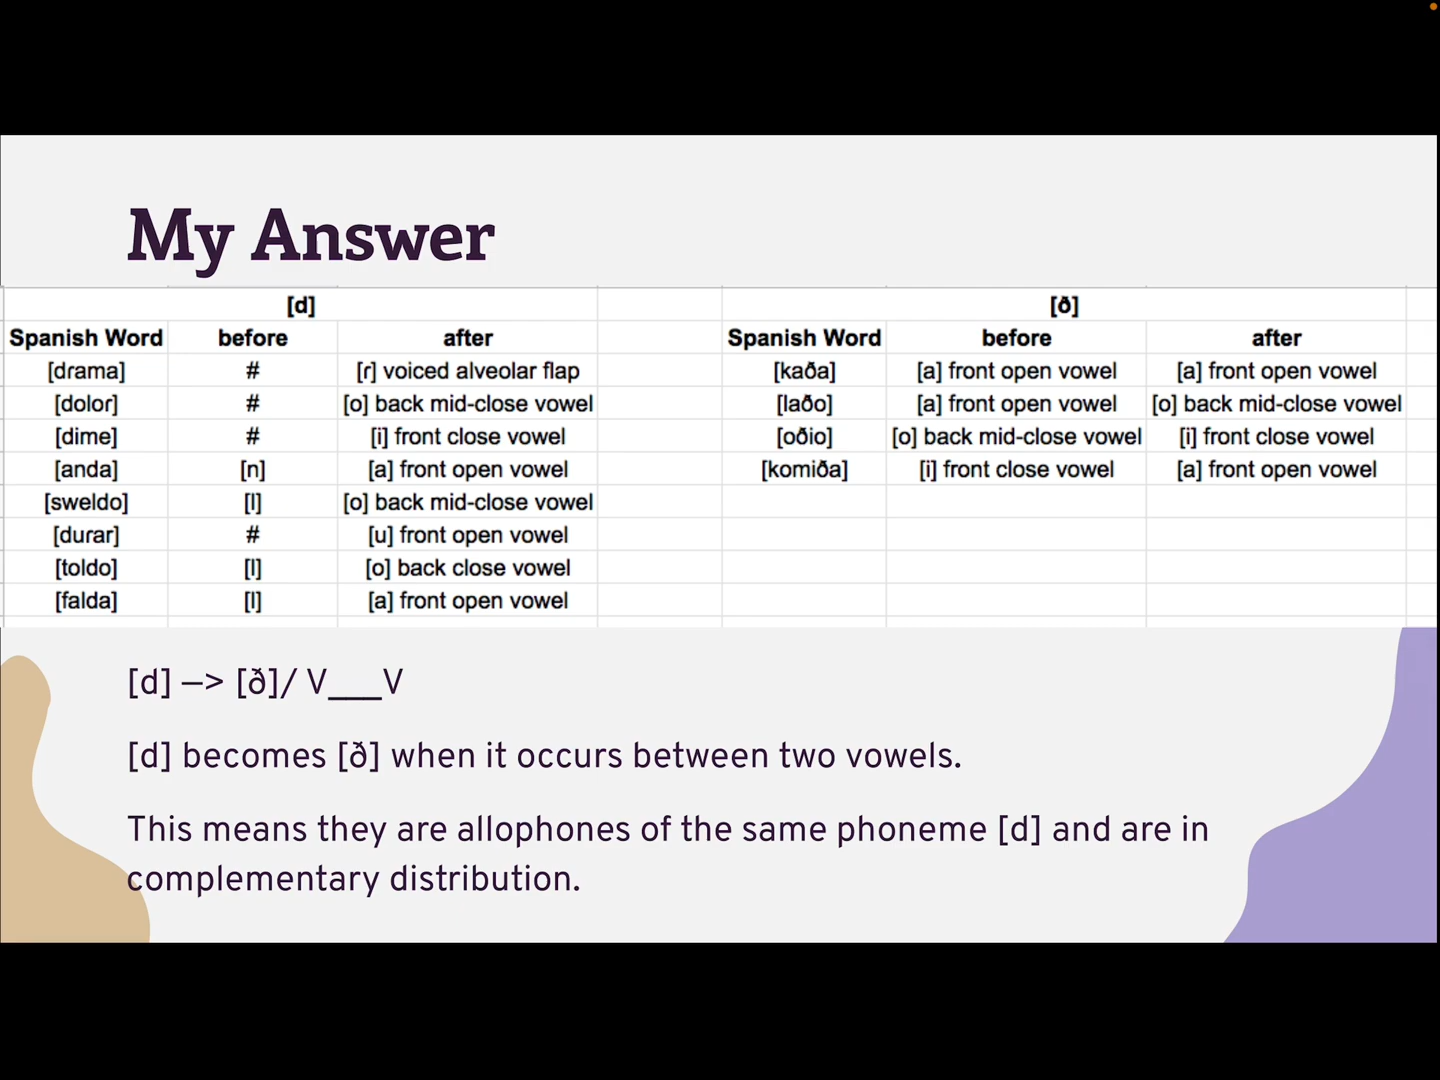 My Answer
[d] [ð]
Spanish Word before after Spanish Word before after
[drama] # [ɾ] voiced alveolar flap [kaða] [a] front open vowel [a] front open vowel
[doloɾ] # [o] back mid-close vowel [laðo] [a] front open vowel [o] back mid-close vowel
[dime] # [i] front close vowel [oðio] [o] back mid-close vowel [i] front close vowel
[anda] [n] [a] front open vowel [komiða] [i] front close vowel [a] front open vowel
[sweldo] [l] [o] back mid-close vowel
[duɾar] # [u] front open vowel
[toldo] [l] [o] back close vowel
[falda] [l] [a] front open vowel
[d] —> [ð]/ V___V
[d] becomes [ð] when it occurs between two vowels.
This means they are allophones of the same phoneme [d] and are in
complementary distribution.